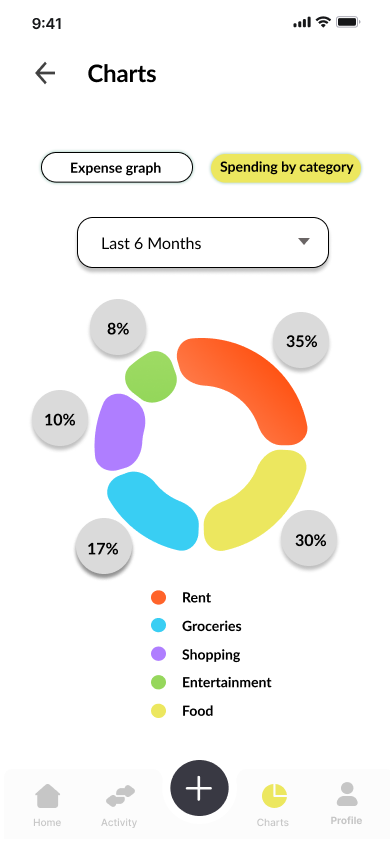 9:41
Charts
Expense graph
Spending by category
Last 6 Months
8%
35%
10%
17%
30%
Rent
Groceries
Shopping
Entertainment
Food
Home
Activity
Charts
Profile